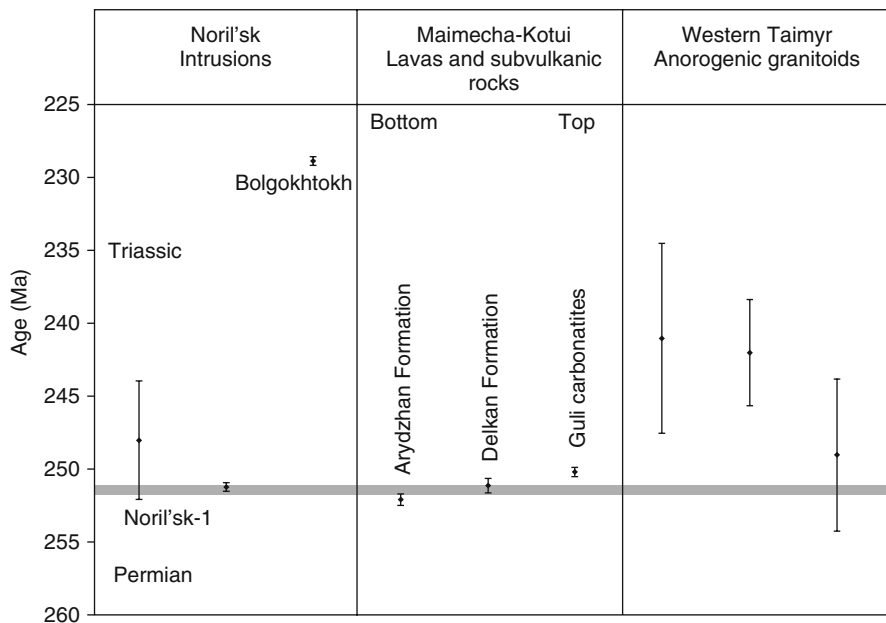 Noril'sk
Intrusions
Maimecha-Kotui
Lavas and subvulkanic
rocks
Western Taimyr
Anorogenic granitoids
Age (Ma)
225
230
235
240
245
250
255
260
Bolgokhtokh
Triassic
Noril'sk-1
Permian
Bottom
Top
Arydzhan Formation
Delkan Formation
Guli carbonatites